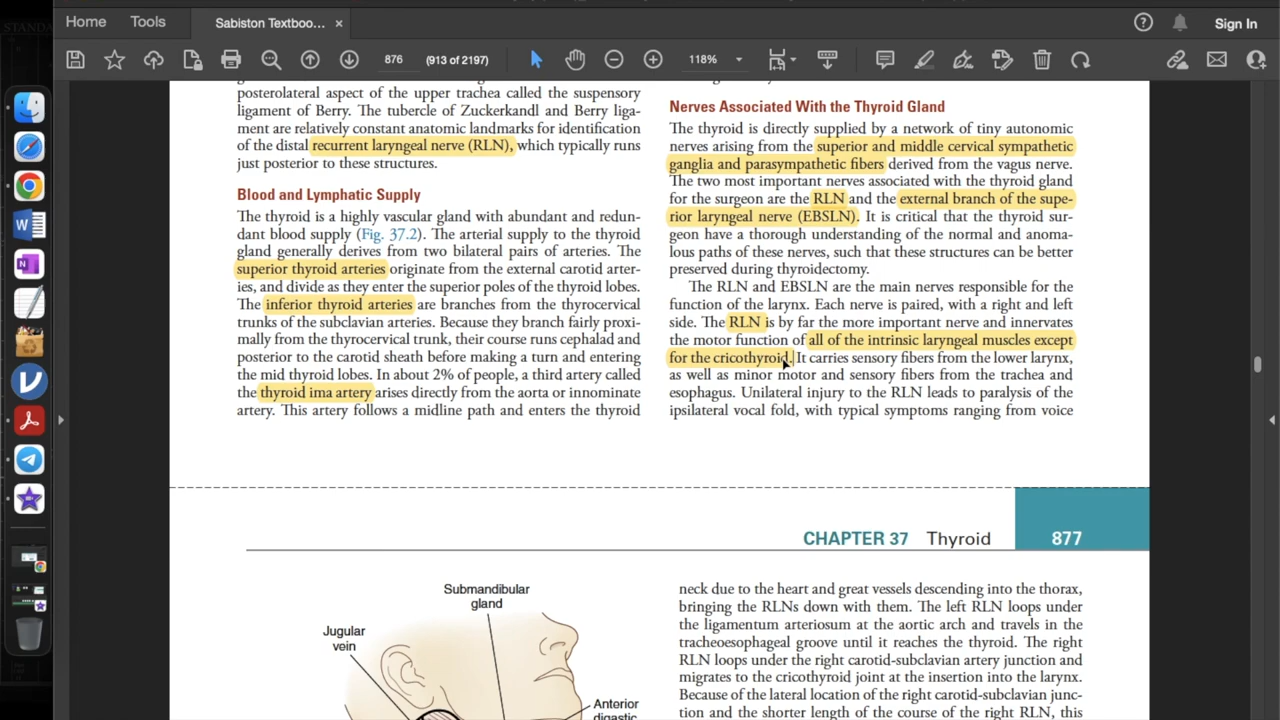 Home
Tools
Sabiston Textboo... ×
Sign In
876 (913 of 2197)
118%
posterolateral aspect of the upper trachea called the suspensory
ligament of Berry. The tubercle of Zuckerkandl and Berry liga-
ment are relatively constant anatomic landmarks for identification
of the distal recurrent laryngeal nerve (RLN), which typically runs
just posterior to these structures.
Blood and Lymphatic Supply
The thyroid is a highly vascular gland with abundant and redun-
dant blood supply (Fig. 37.2). The arterial supply to the thyroid
gland generally derives from two bilateral pairs of arteries. The
superior thyroid arteries originate from the external carotid arter-
ies, and divide as they enter the superior poles of the thyroid lobes.
The inferior thyroid arteries are branches from the thyrocervical
trunks of the subclavian arteries. Because they branch fairly proxi-
mally from the thyrocervical trunk, their course runs cephalad and
posterior to the carotid sheath before making a turn and entering
the mid thyroid lobes. In about 2% of people, a third artery called
the thyroid ima artery arises directly from the aorta or innominate
artery. This artery follows a midline path and enters the thyroid
Nerves Associated With the Thyroid Gland
The thyroid is directly supplied by a network of tiny autonomic
nerves arising from the superior and middle cervical sympathetic
ganglia and parasympathetic fibers derived from the vagus nerve.
The two most important nerves associated with the thyroid gland
for the surgeon are the RLN and the external branch of the supe-
rior laryngeal nerve (EBSLN). It is critical that the thyroid sur-
geon have a thorough understanding of the normal and anoma-
lous paths of these nerves, such that these structures can be better
preserved during thyroidectomy.
The RLN and EBSLN are the main nerves responsible for the
function of the larynx. Each nerve is paired, with a right and left
side. The RLN is by far the more important nerve and innervates
the motor function of all of the intrinsic laryngeal muscles except
for the cricothyroid. It carries sensory fibers from the lower larynx,
as well as minor motor and sensory fibers from the trachea and
esophagus. Unilateral injury to the RLN leads to paralysis of the
ipsilateral vocal fold, with typical symptoms ranging from voice
CHAPTER 37 Thyroid 877
Submandibular
gland
Jugular
vein
Anterior
digastric
neck due to the heart and great vessels descending into the thorax,
bringing the RLNs down with them. The left RLN loops under
the ligamentum arteriosum at the aortic arch and travels in the
tracheoesophageal groove until it reaches the thyroid. The right
RLN loops under the right carotid-subclavian artery junction and
migrates to the cricothyroid joint at the insertion into the larynx.
Because of the lateral location of the right carotid-subclavian junc-
tion and the shorter length of the course of the right RLN, this